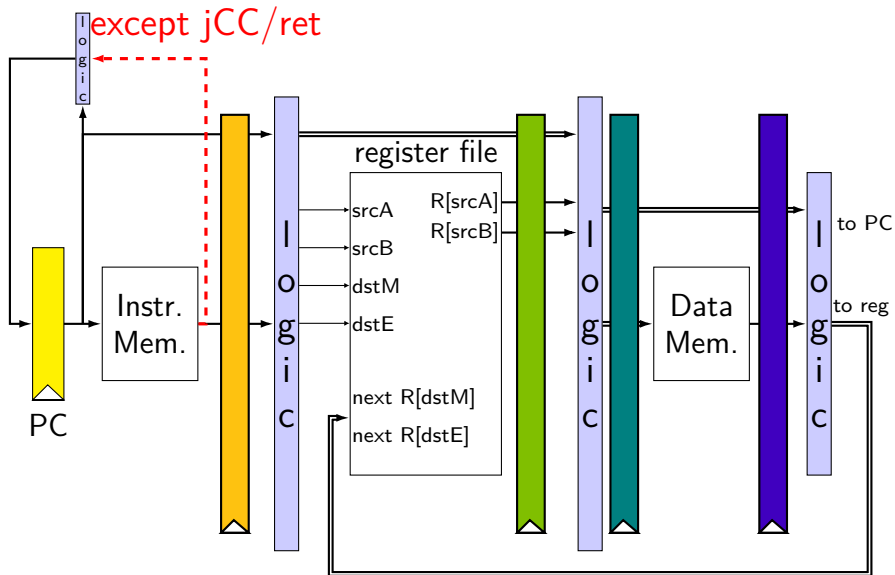 except jCC/ret
logic
register file
srcA
srcB
dstM
dstE
R[srcA]
R[srcB]
next R[dstM]
next R[dstE]
logic
logic
logic
to PC
to reg
Instr.
Mem.
Data
Mem.
PC